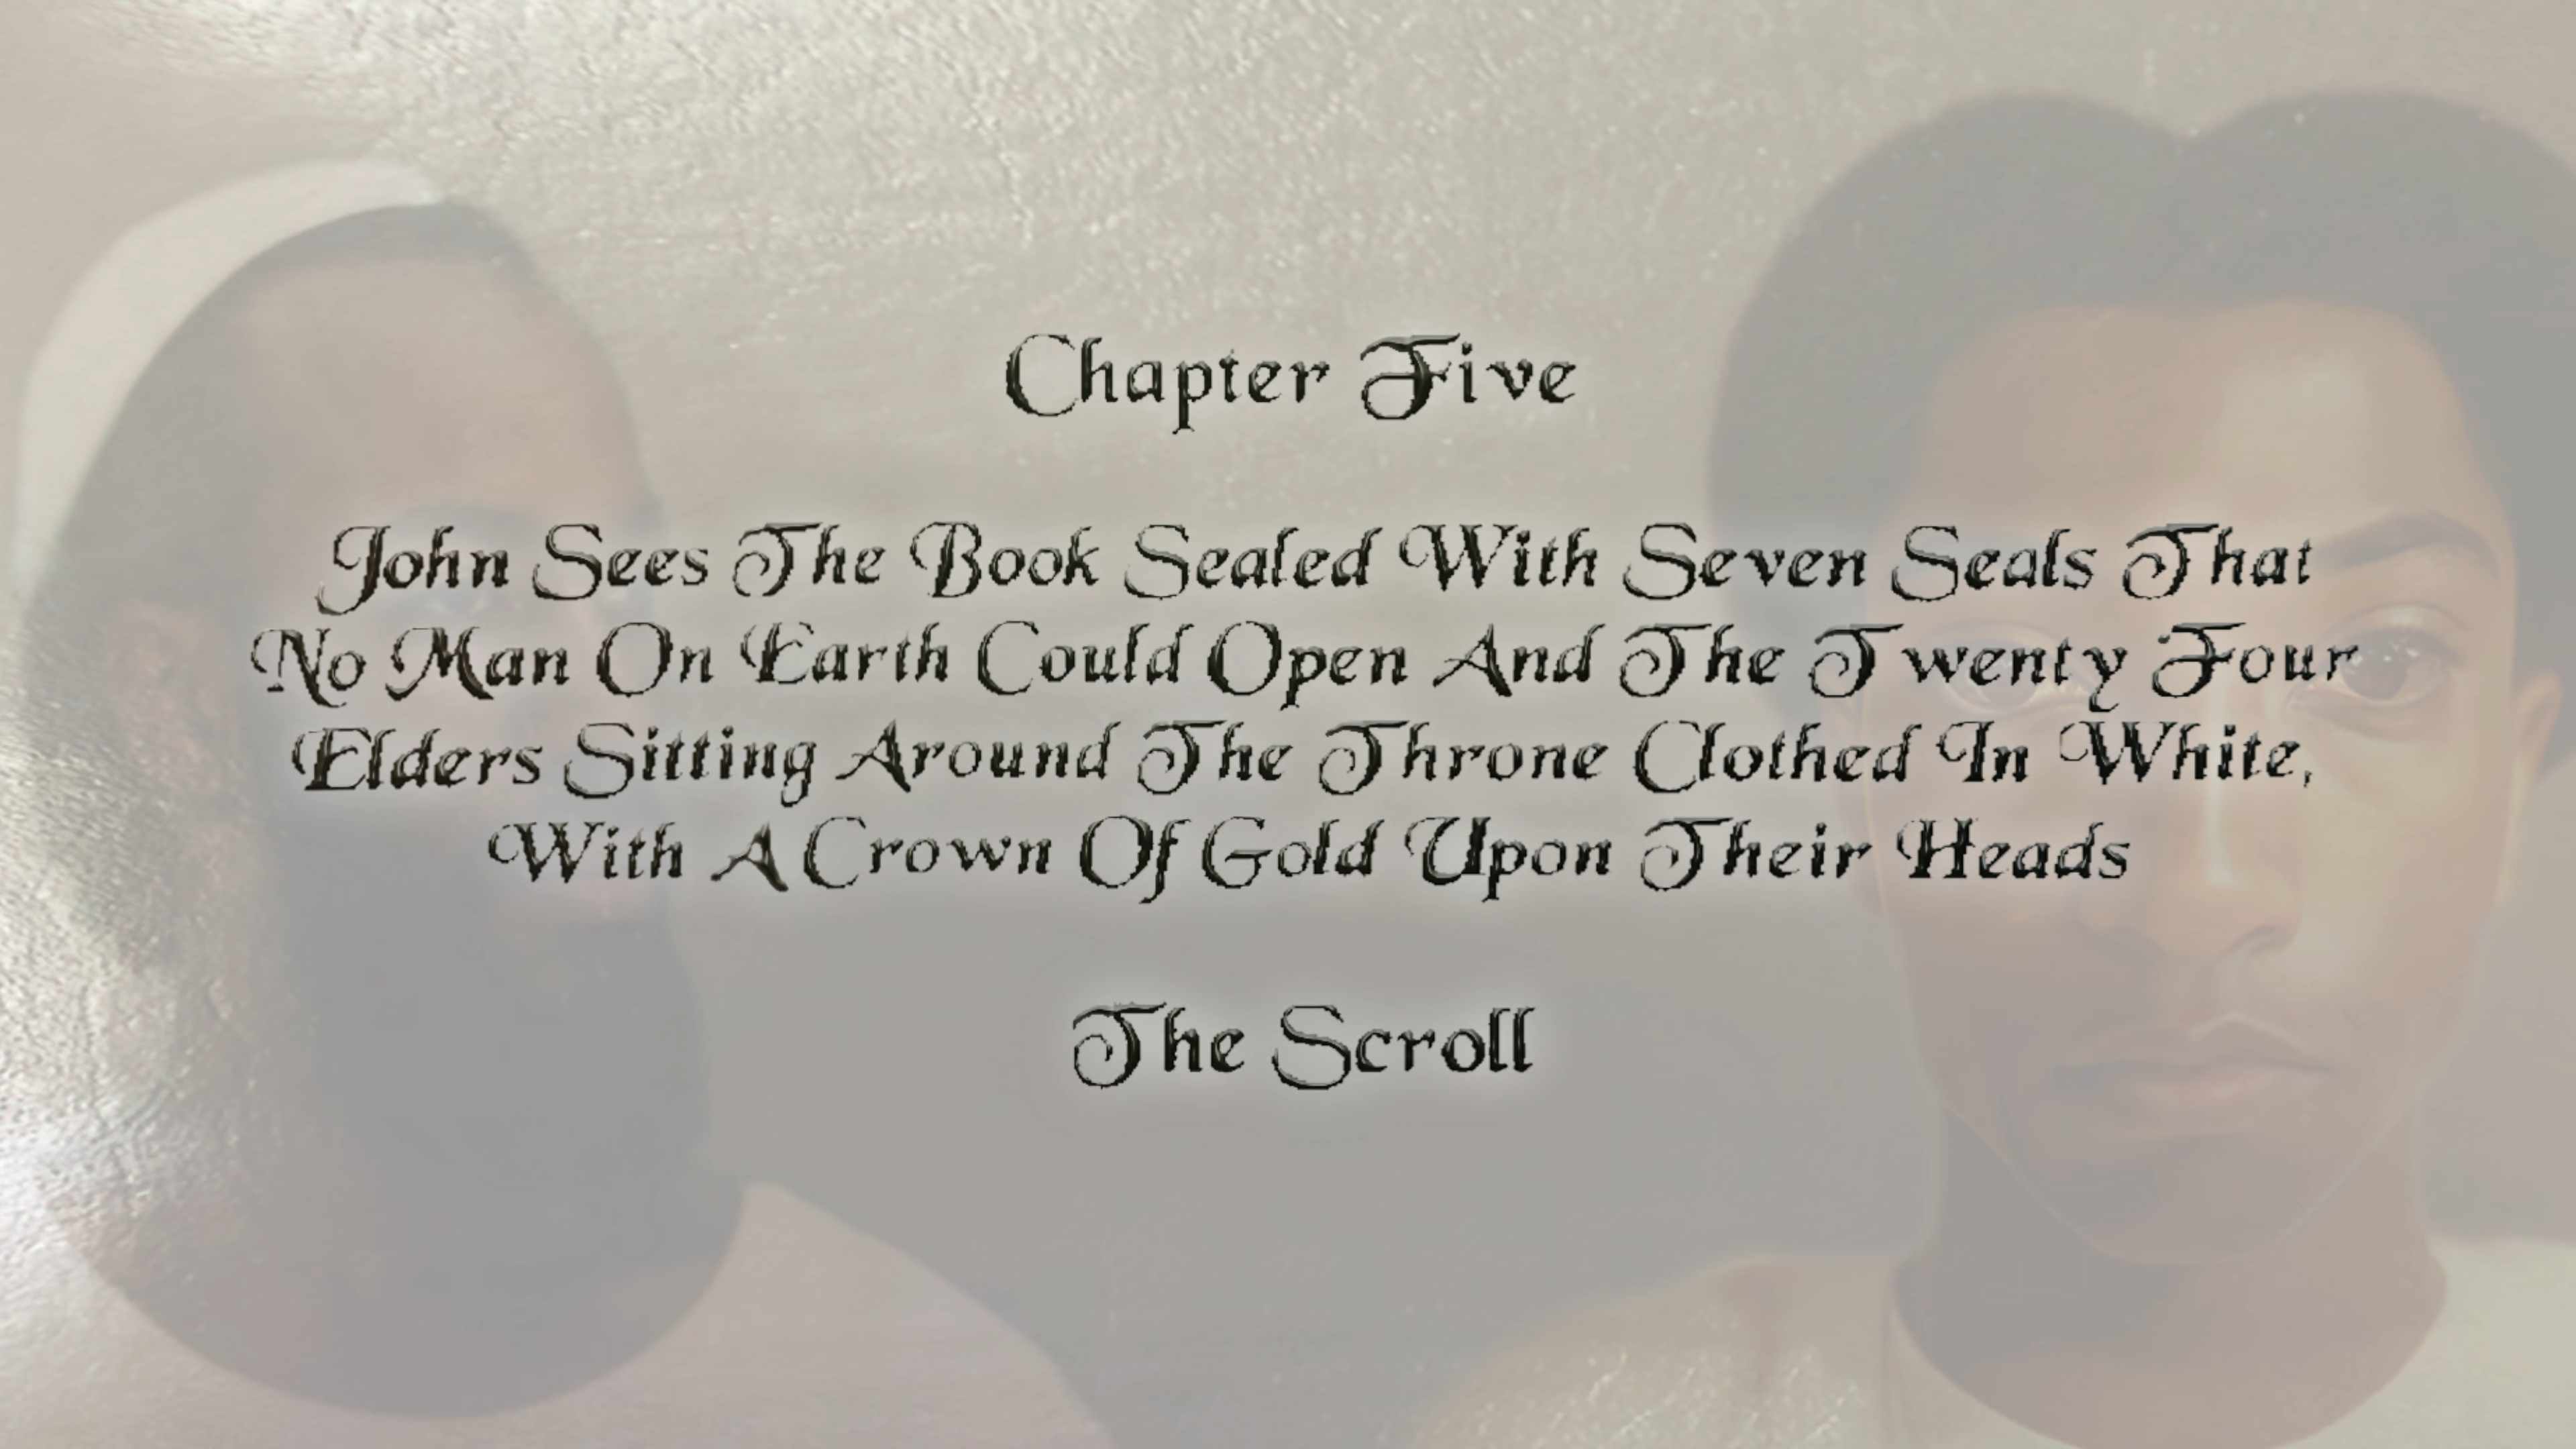 Chapter Five
John Sees The Book Sealed With Seven Seals That
No Man On Earth Could Open And The Twenty Four
Elders Sitting Around The Throne Clothed In White,
With A Crown Of Gold Upon Their Heads
The Scroll